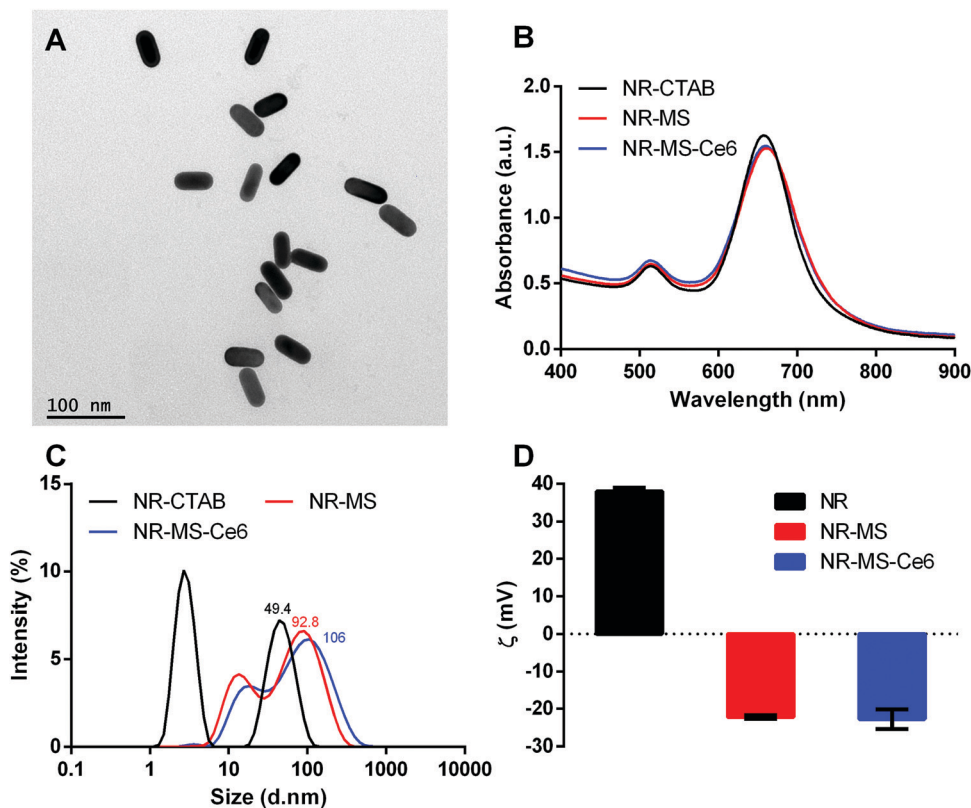 A
100 nm
B
NR-CTAB
NR-MS
NR-MS-Ce6
Absorbance (a.u.)
2.0
1.5
1.0
0.5
0.0
400 500 600 700 800 900
Wavelength (nm)
C
NR-CTAB NR-MS
NR-MS-Ce6
Intensity (%)
15
10
5
0
49.4
92.8
106
0.1 1 10 100 1000 10000
Size (d.nm)
D
NR
NR-MS
NR-MS-Ce6
ζ (mV)
40
30
20
10
0
-10
-20
-30